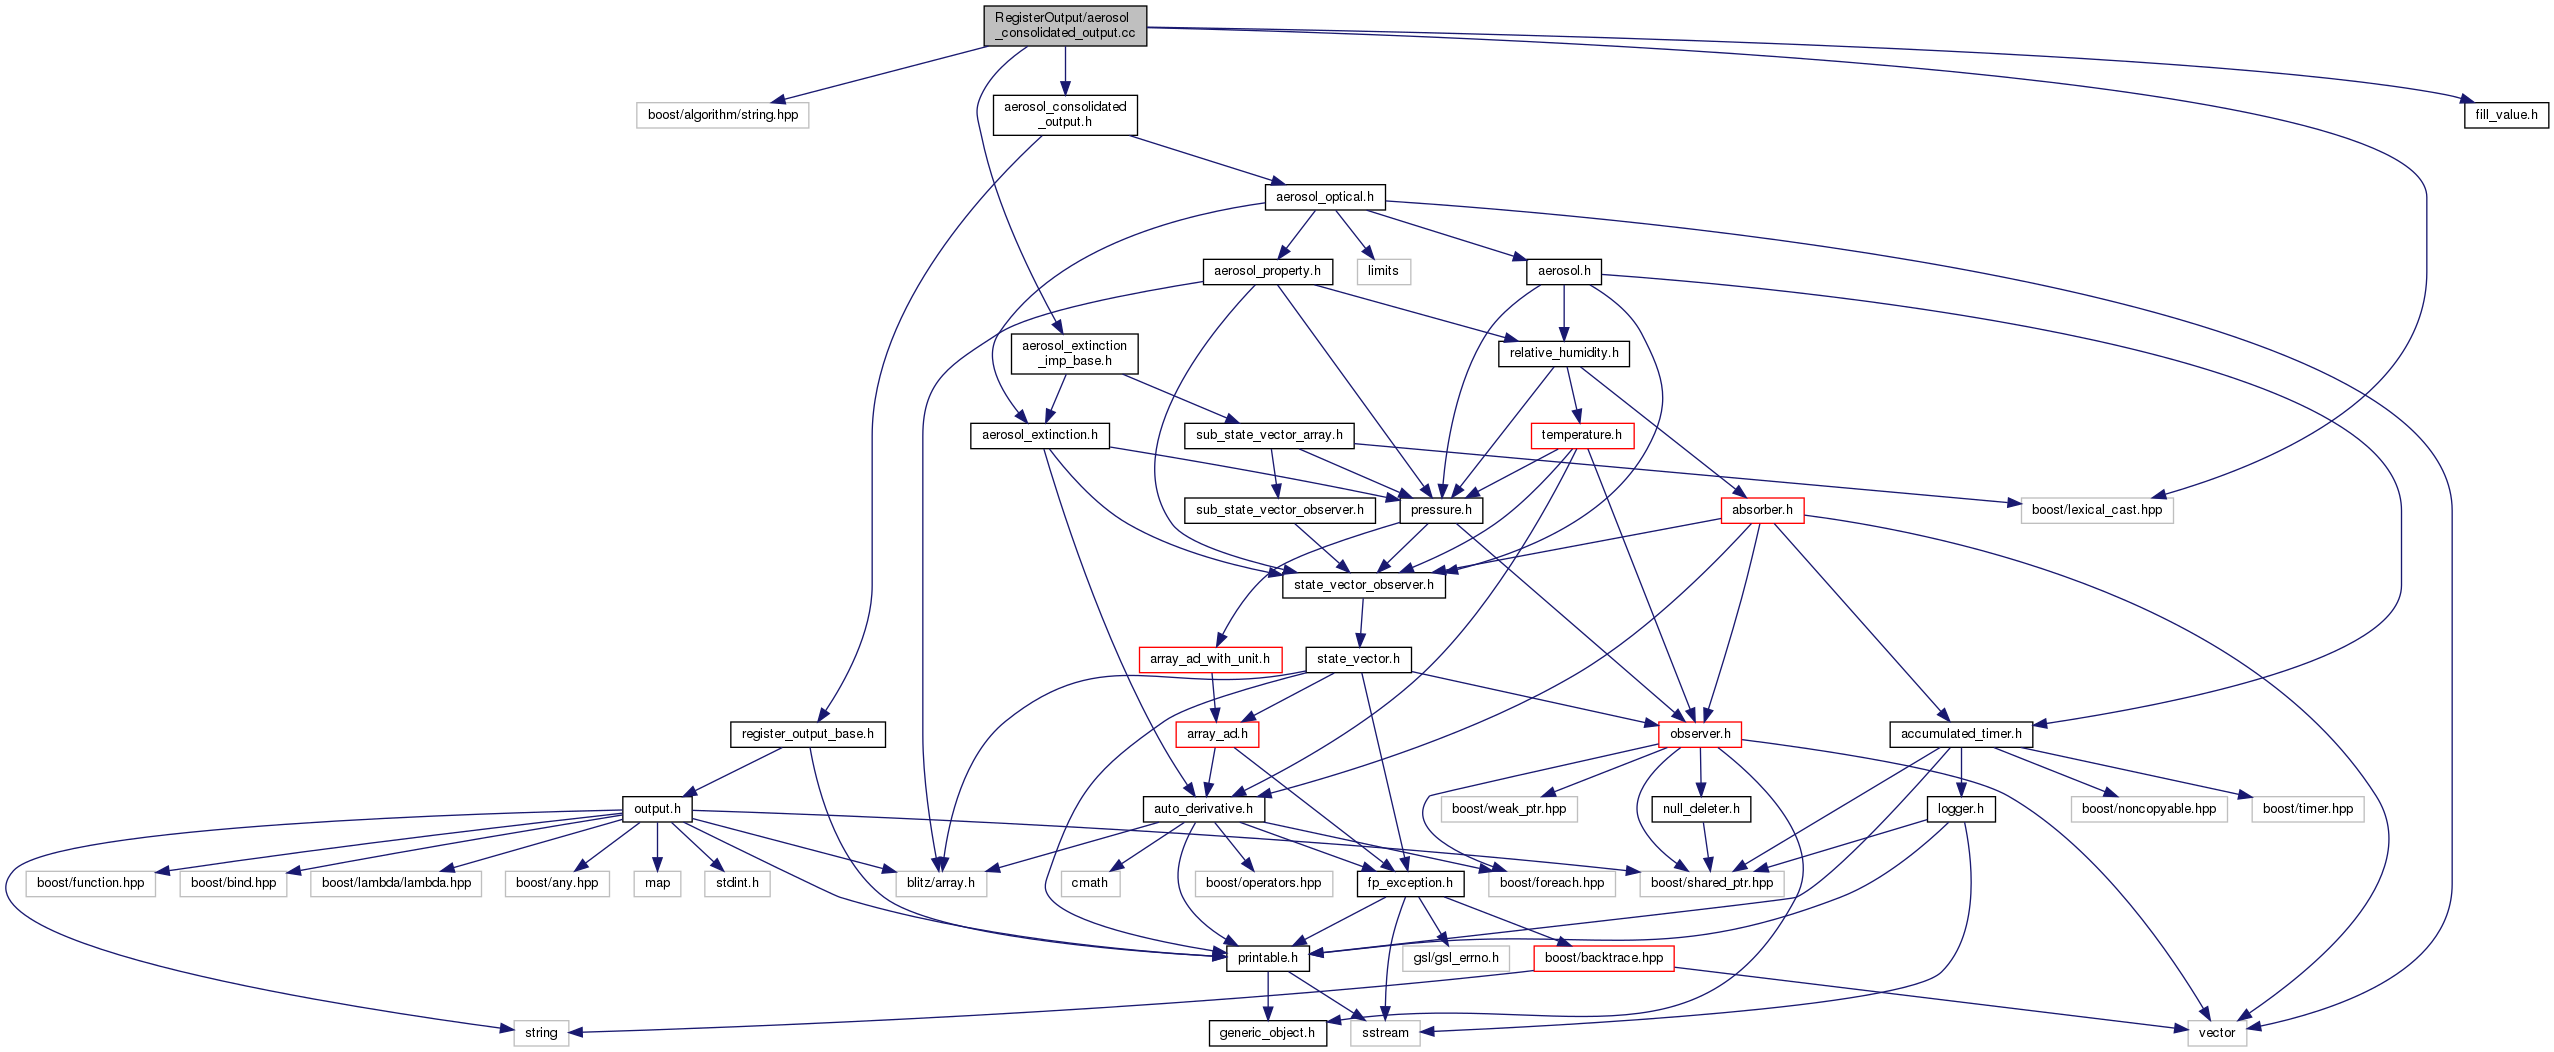 RegisterOutput/aerosol
_consolidated_output.cc
boost/algorithm/string.hpp
aerosol_consolidated
_output.h
fill_value.h
aerosol_optical.h
aerosol_property.h
limits
aerosol.h
aerosol_extinction
_imp_base.h
relative_humidity.h
aerosol_extinction.h
sub_state_vector_array.h
temperature.h
sub_state_vector_observer.h
pressure.h
absorber.h
boost/lexical_cast.hpp
state_vector_observer.h
array_ad_with_unit.h
state_vector.h
register_output_base.h
array_ad.h
observer.h
accumulated_timer.h
output.h
auto_derivative.h
boost/weak_ptr.hpp
null_deleter.h
logger.h
boost/noncopyable.hpp
boost/timer.hpp
boost/function.hpp
boost/bind.hpp
boost/lambda/lambda.hpp
boost/any.hpp
map
stdint.h
blitz/array.h
cmath
boost/operators.hpp
fp_exception.h
boost/foreach.hpp
boost/shared_ptr.hpp
printable.h
gsl/gsl_errno.h
boost/backtrace.hpp
string
generic_object.h
sstream
vector